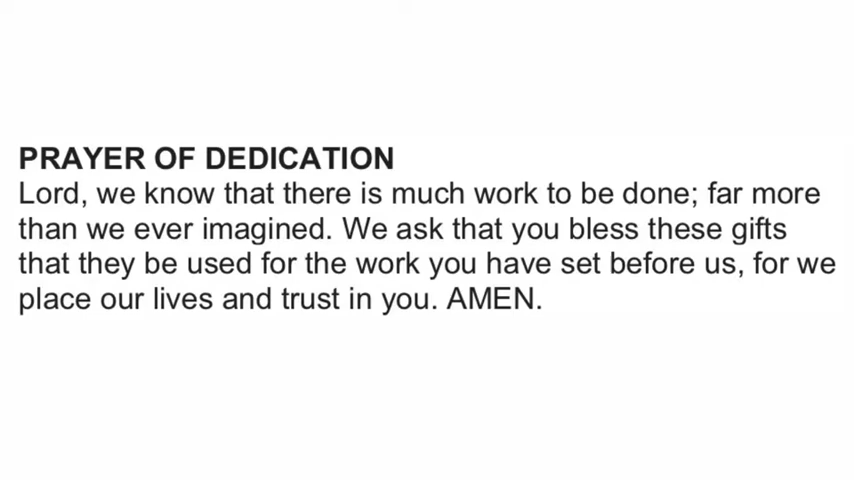 PRAYER OF DEDICATION
Lord, we know that there is much work to be done; far more
than we ever imagined. We ask that you bless these gifts
that they be used for the work you have set before us, for we
place our lives and trust in you. AMEN.